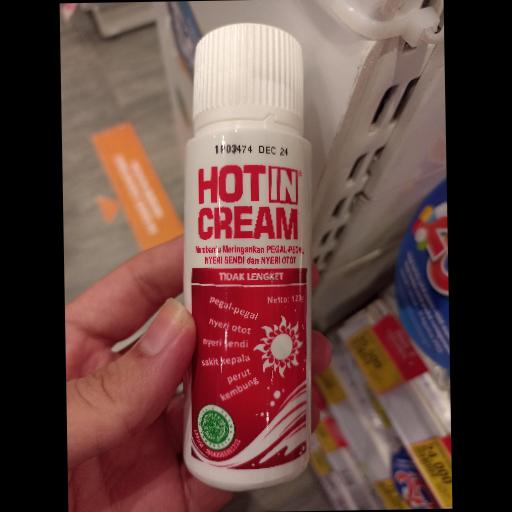 1P03474 DEC 24
HOT IN®
CREAM
Membantu Meringankan PEGAL-PEGAL,
NYERI SENDI dan NYERI OTOT
TIDAK LENGKET
Netto: 120
pegal-pegal
nyeri otot
nyeri sendi
sakit kepala
perut
kembung